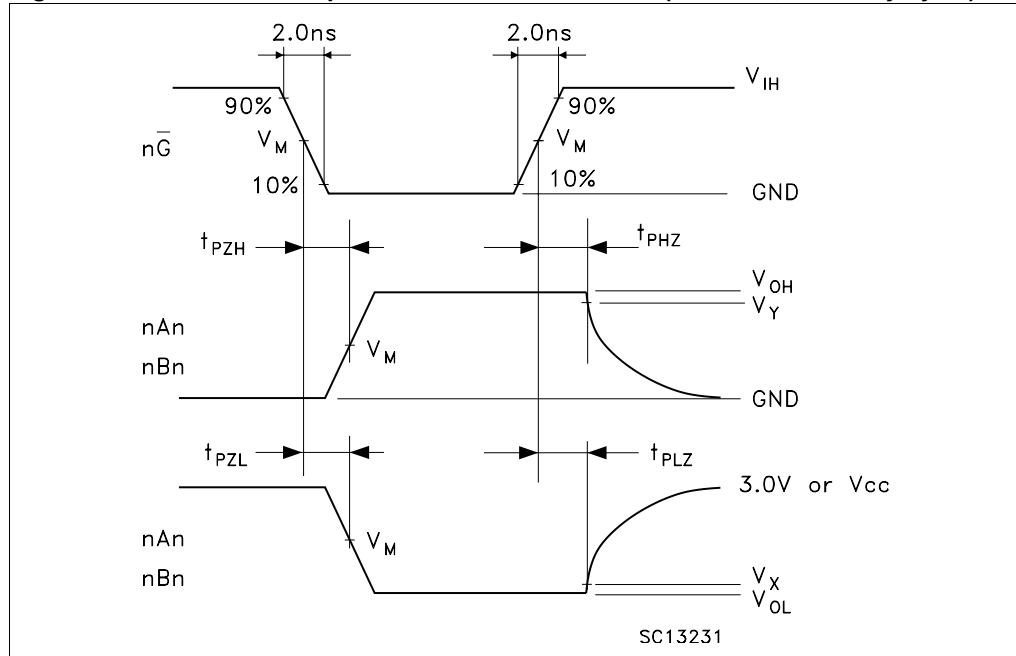 2.0ns 2.0ns
V_IH
90% 90%
nG̅ V_M V_M
10% 10%
GND
t_PZH t_PHZ
V_OH
V_Y
nAn
V_M
nBn
GND
t_PZL t_PLZ
3.0V or Vcc
nAn V_M
nBn V_X
V_OL
SC13231